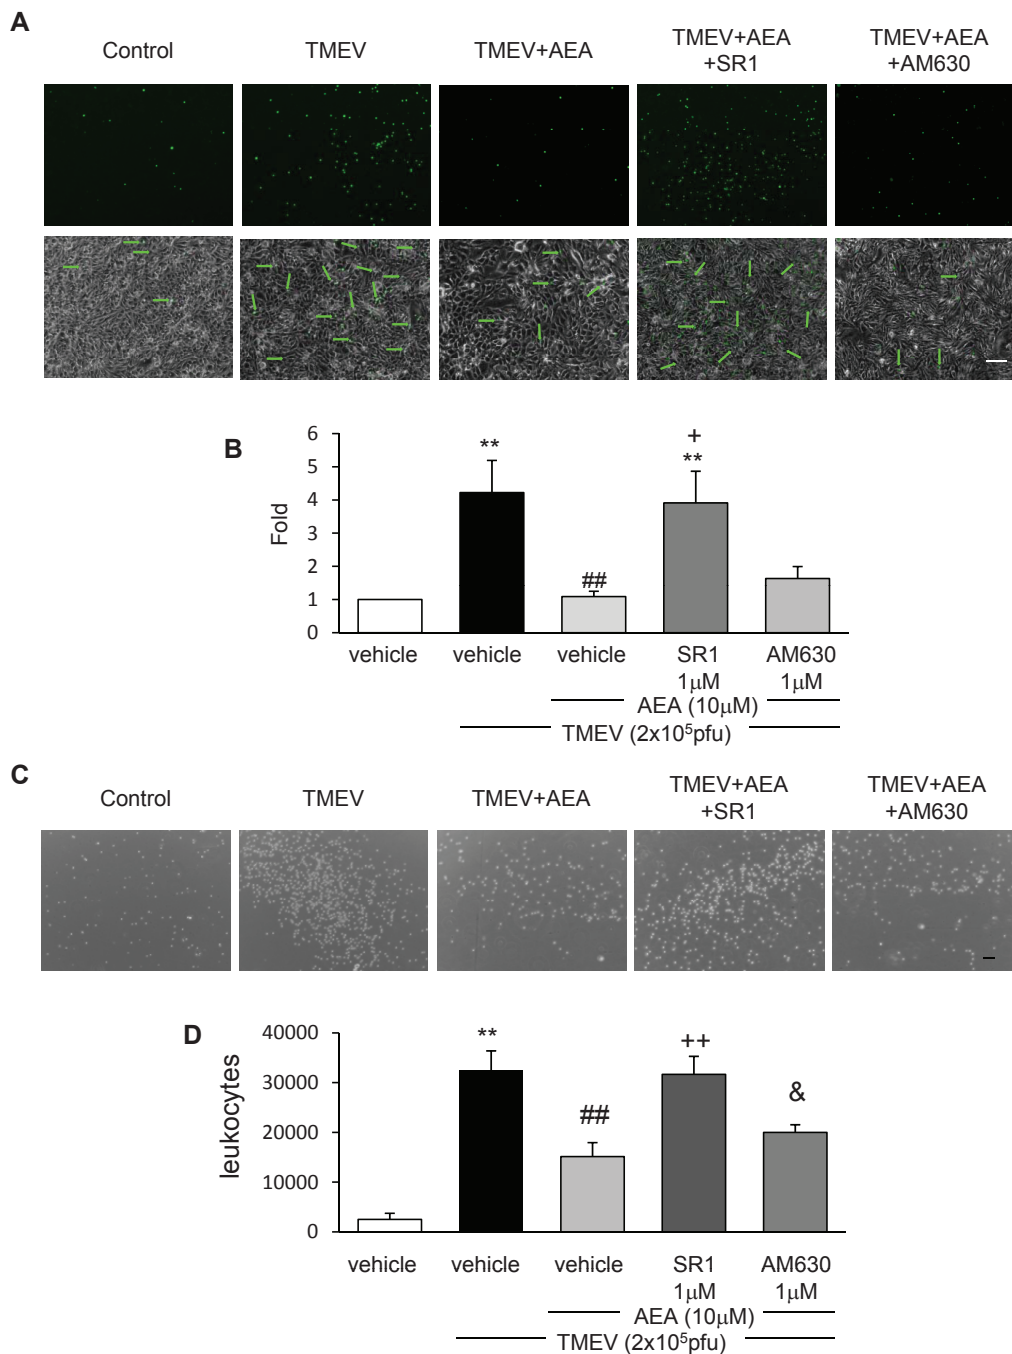 A
Control
TMEV
TMEV+AEA
TMEV+AEA
+SR1
TMEV+AEA
+AM630
B
Fold
6
5
4
3
2
1
0
**
##
+
**
vehicle
vehicle
vehicle
SR1
1μM
AM630
1μM
AEA (10μM)
TMEV (2x10⁵pfu)
C
Control
TMEV
TMEV+AEA
TMEV+AEA
+SR1
TMEV+AEA
+AM630
D
leukocytes
40000
30000
20000
10000
0
**
##
++
&
vehicle
vehicle
vehicle
SR1
1μM
AM630
1μM
AEA (10μM)
TMEV (2x10⁵pfu)